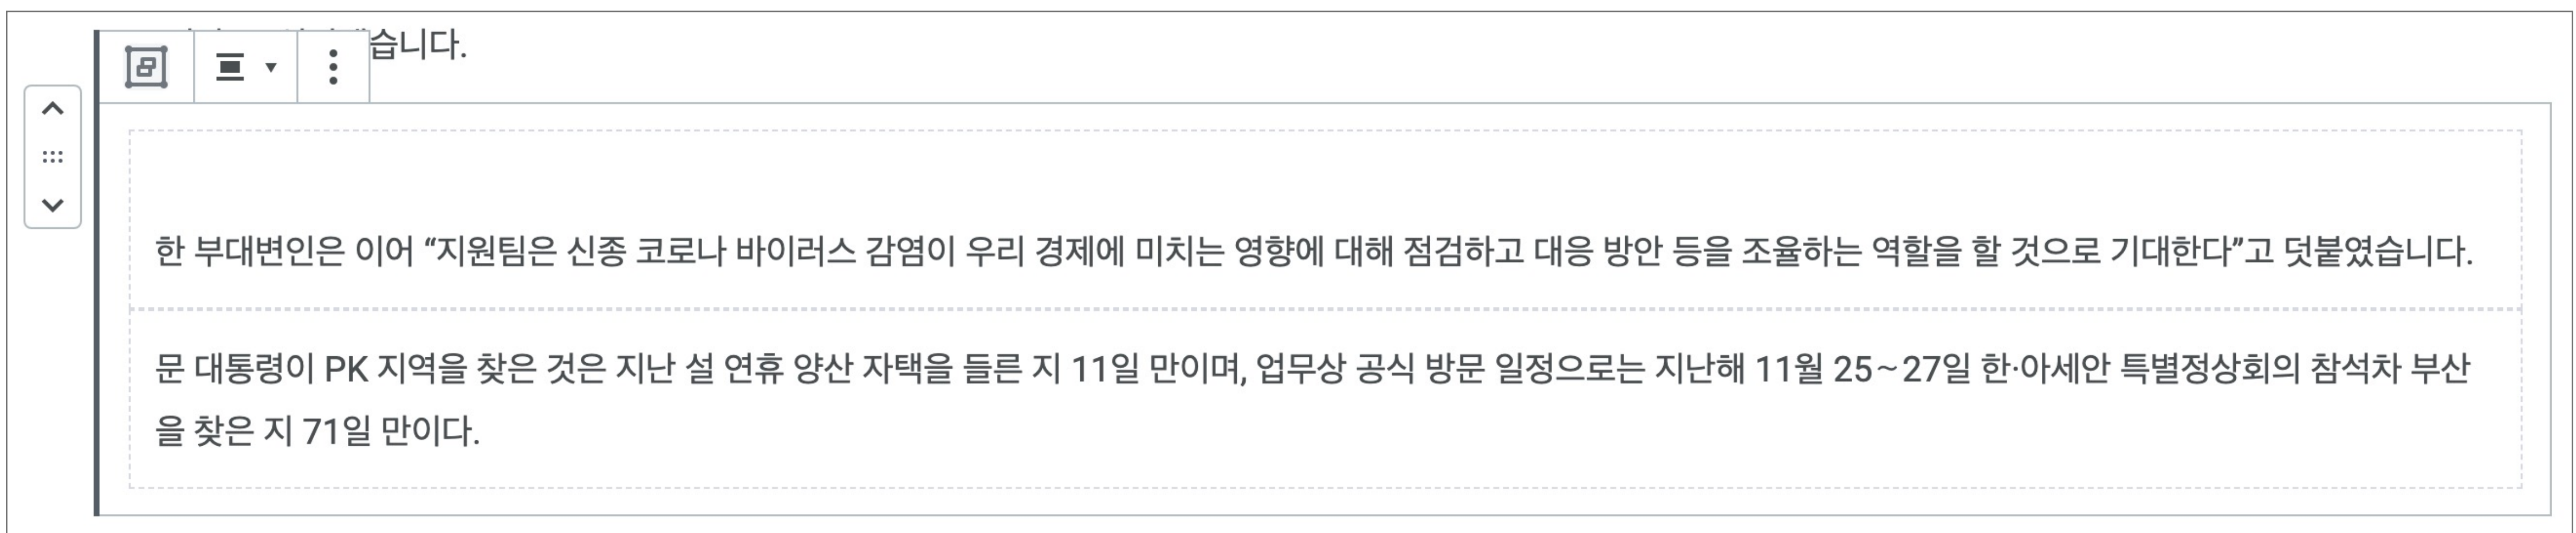 습니다.
한 부대변인은 이어 “지원팀은 신종 코로나 바이러스 감염이 우리 경제에 미치는 영향에 대해 점검하고 대응 방안 등을 조율하는 역할을 할 것으로 기대한다”고 덧붙였습니다.
문 대통령이 PK 지역을 찾은 것은 지난 설 연휴 양산 자택을 들른 지 11일 만이며, 업무상 공식 방문 일정으로는 지난해 11월 25~27일 한·아세안 특별정상회의 참석차 부산
을 찾은 지 71일 만이다.